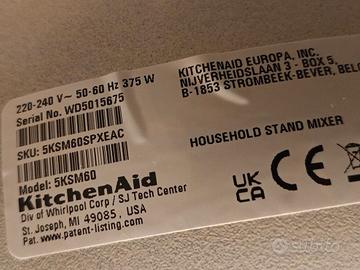 220-240 V~ 50-60 Hz 375 W
Serial No. WD5015675
SKU: 5KSM60SPXEAC
Model: 5KSM60
KitchenAid
Div of Whirlpool Corp / SJ Tech Center
St. Joseph, MI 49085, USA
Pat. www.patent-listing.com
KITCHENAID EUROPA, INC.
NIJVERHEIDSLAAN 3 - BOX 5,
B-1853 STROMBEEK-BEVER, BELG
HOUSEHOLD STAND MIXER
UK
CA
CE
subito